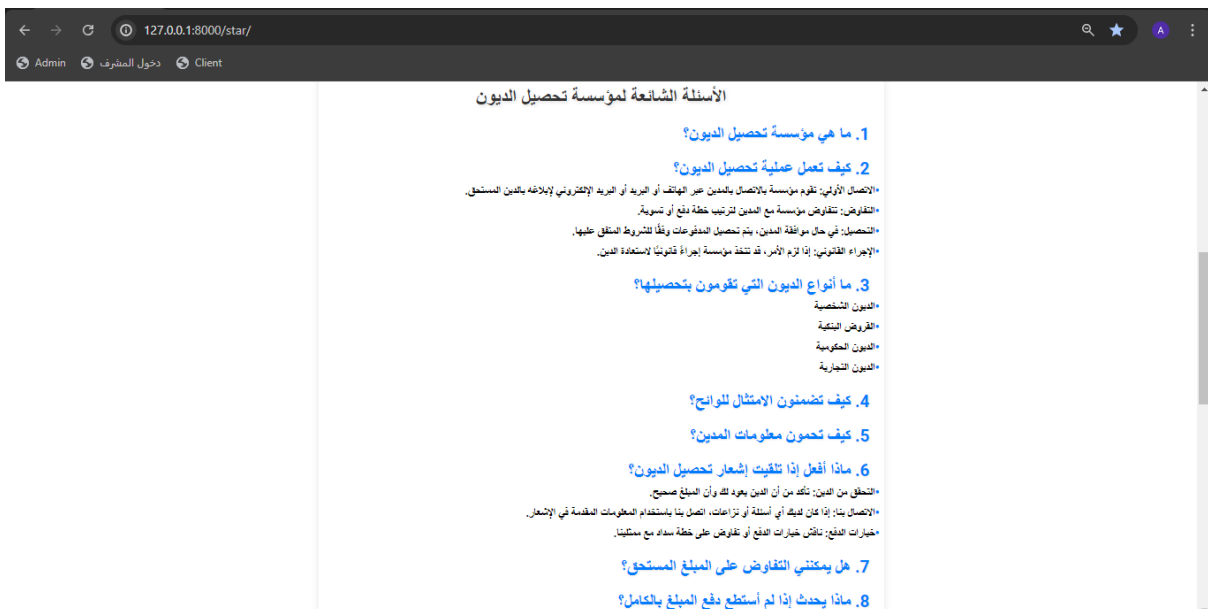 127.0.0.1:8000/star/
A
Admin دخول المشرف Client
الأسئلة الشائعة لمؤسسة تحصيل الديون
1. ما هي مؤسسة تحصيل الديون؟
2. كيف تعمل عملية تحصيل الديون؟
•الاتصال الأولي: تقوم مؤسسة بالاتصال بالمدين عبر الهاتف أو البريد أو البريد الإلكتروني لإبلاغه بالدين المستحق.
•التفاوض: تتفاوض مؤسسة مع المدين لترتيب خطة دفع أو تسوية.
•التحصيل: في حال موافقة المدين، يتم تحصيل المدفوعات وفقًا للشروط المتفق عليها.
•الإجراء القانوني: إذا لزم الأمر، قد تتخذ مؤسسة إجراءً قانونيًا لاستعادة الدين.
3. ما أنواع الديون التي تقومون بتحصيلها؟
•الديون الشخصية
•القروض البنكية
•الديون الحكومية
•الديون التجارية
4. كيف تضمنون الامتثال للوائح؟
5. كيف تحمون معلومات المدين؟
6. ماذا أفعل إذا تلقيت إشعار تحصيل الديون؟
•التحقق من الدين: تأكد من أن الدين يعود لك وأن المبلغ صحيح.
•الاتصال بنا: إذا كان لديك أي أسئلة أو نزاعات، اتصل بنا باستخدام المعلومات المقدمة في الإشعار.
•خيارات الدفع: ناقش خيارات الدفع أو تفاوض على خطة سداد مع ممثلينا.
7. هل يمكنني التفاوض على المبلغ المستحق؟
8. ماذا يحدث إذا لم أستطع دفع المبلغ بالكامل؟